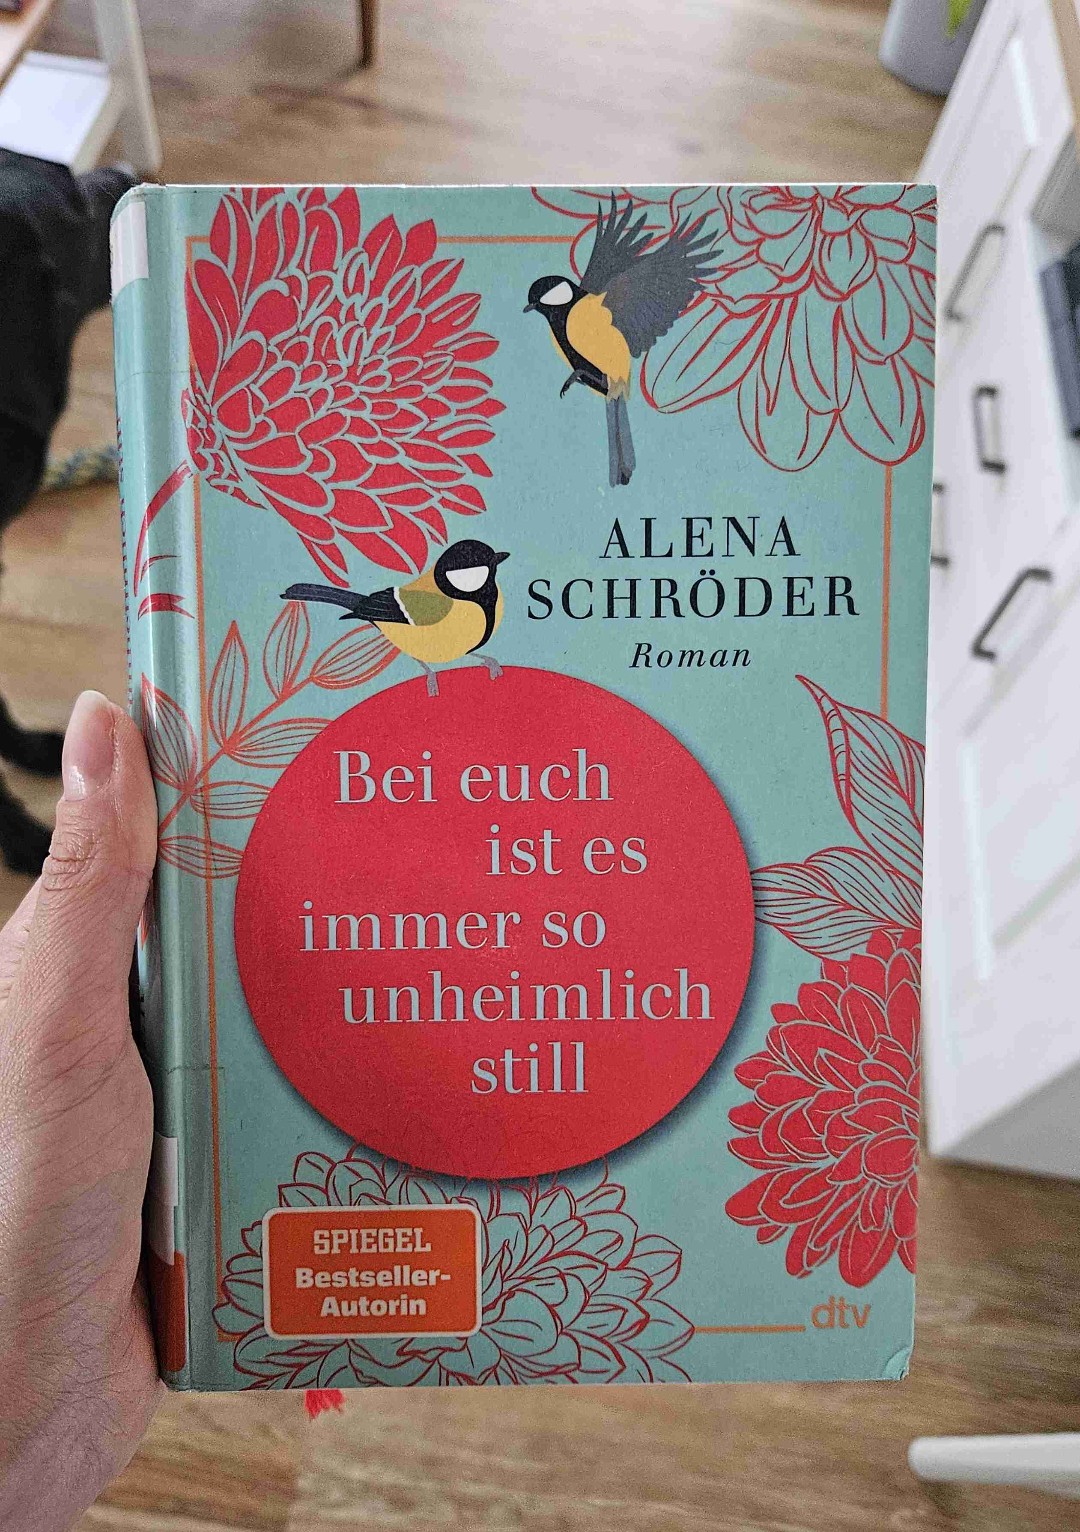 ALENA
SCHRÖDER
Roman
Bei euch
ist es
immer so
unheimlich
still
SPIEGEL
Bestseller-
Autorin
dtv